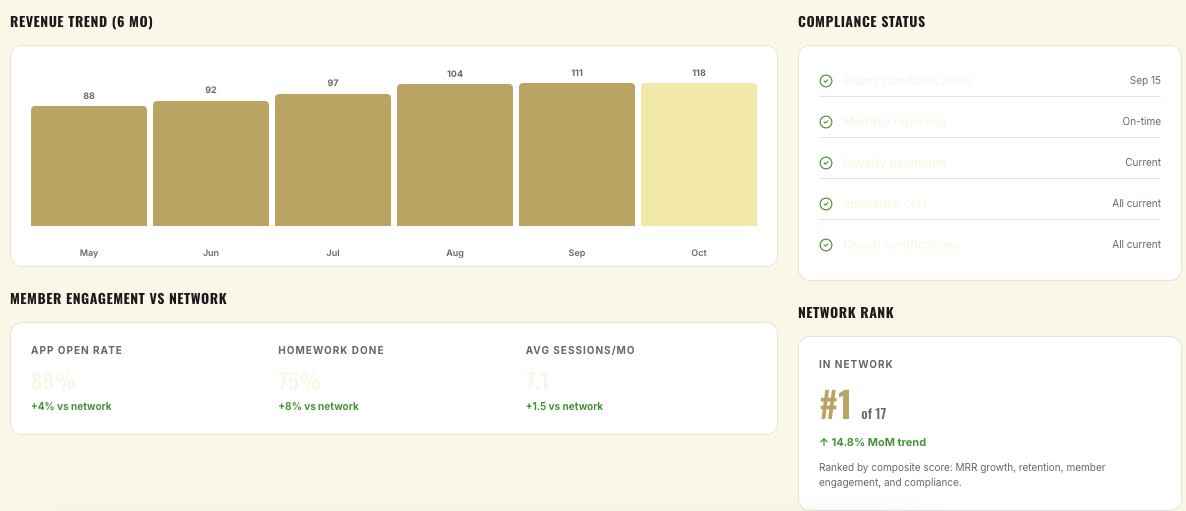 REVENUE TREND (6 MO)
88
92
97
104
111
118
May
Jun
Jul
Aug
Sep
Oct
MEMBER ENGAGEMENT VS NETWORK
APP OPEN RATE
89%
+4% vs network
HOMEWORK DONE
75%
+8% vs network
AVG SESSIONS/MO
7.1
+1.5 vs network
COMPLIANCE STATUS
Brand standards audit
Sep 15
Monthly reporting
On-time
Royalty payments
Current
Insurance cert
All current
Coach certifications
All current
NETWORK RANK
IN NETWORK
#1 of 17
↑ 14.8% MoM trend
Ranked by composite score: MRR growth, retention, member
engagement, and compliance.